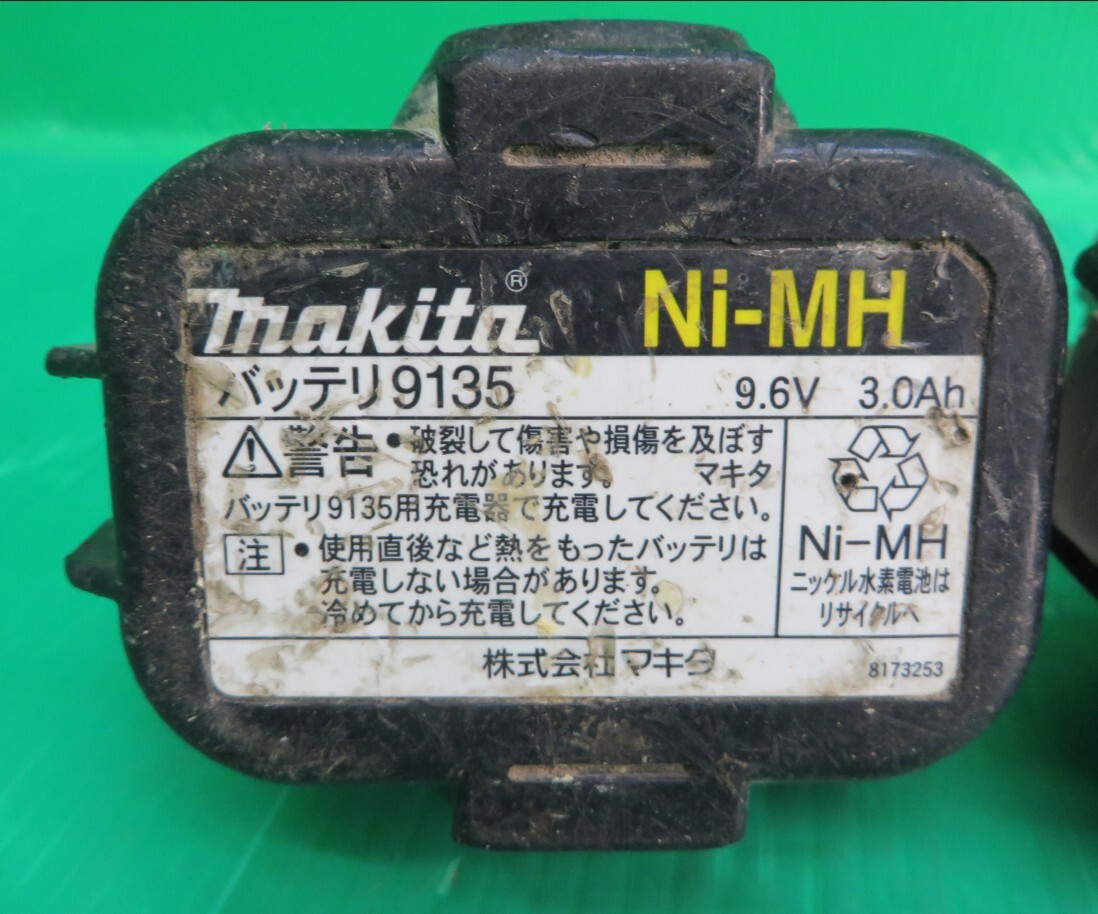 makita® Ni-MH
バッテリ9135 9.6V 3.0Ah
⚠警告 ●破裂して傷害や損傷を及ぼす
恐れがあります。 マキタ
バッテリ9135用充電器で充電してください。
注 ●使用直後など熱をもったバッテリは
充電しない場合があります。
冷めてから充電してください。
Ni-MH
ニッケル水素電池は
リサイクルへ
株式会社マキタ 8173253